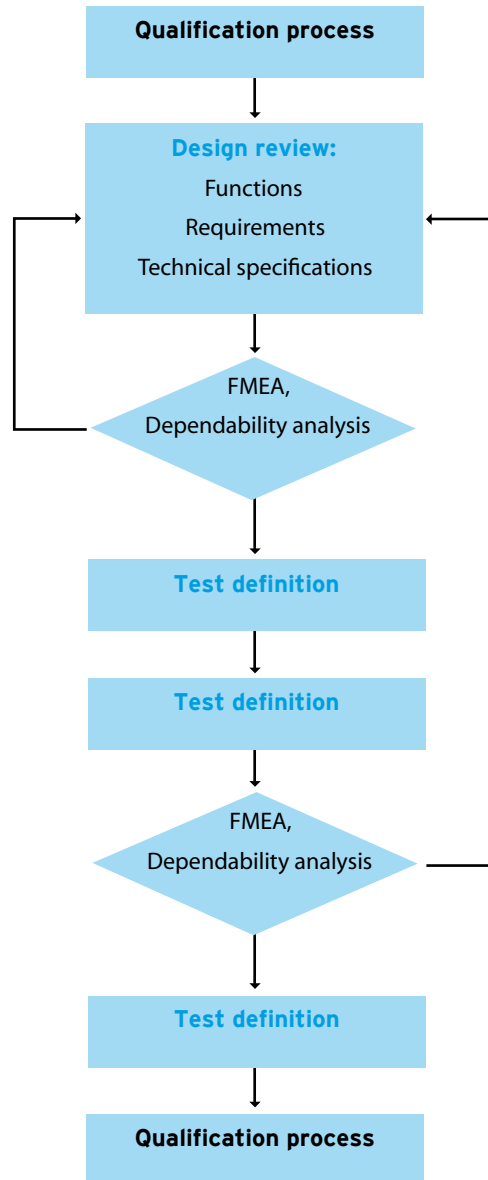 Qualification process
Design review:
Functions
Requirements
Technical specifications
FMEA,
Dependability analysis
Test definition
Test definition
FMEA,
Dependability analysis
Test definition
Qualification process